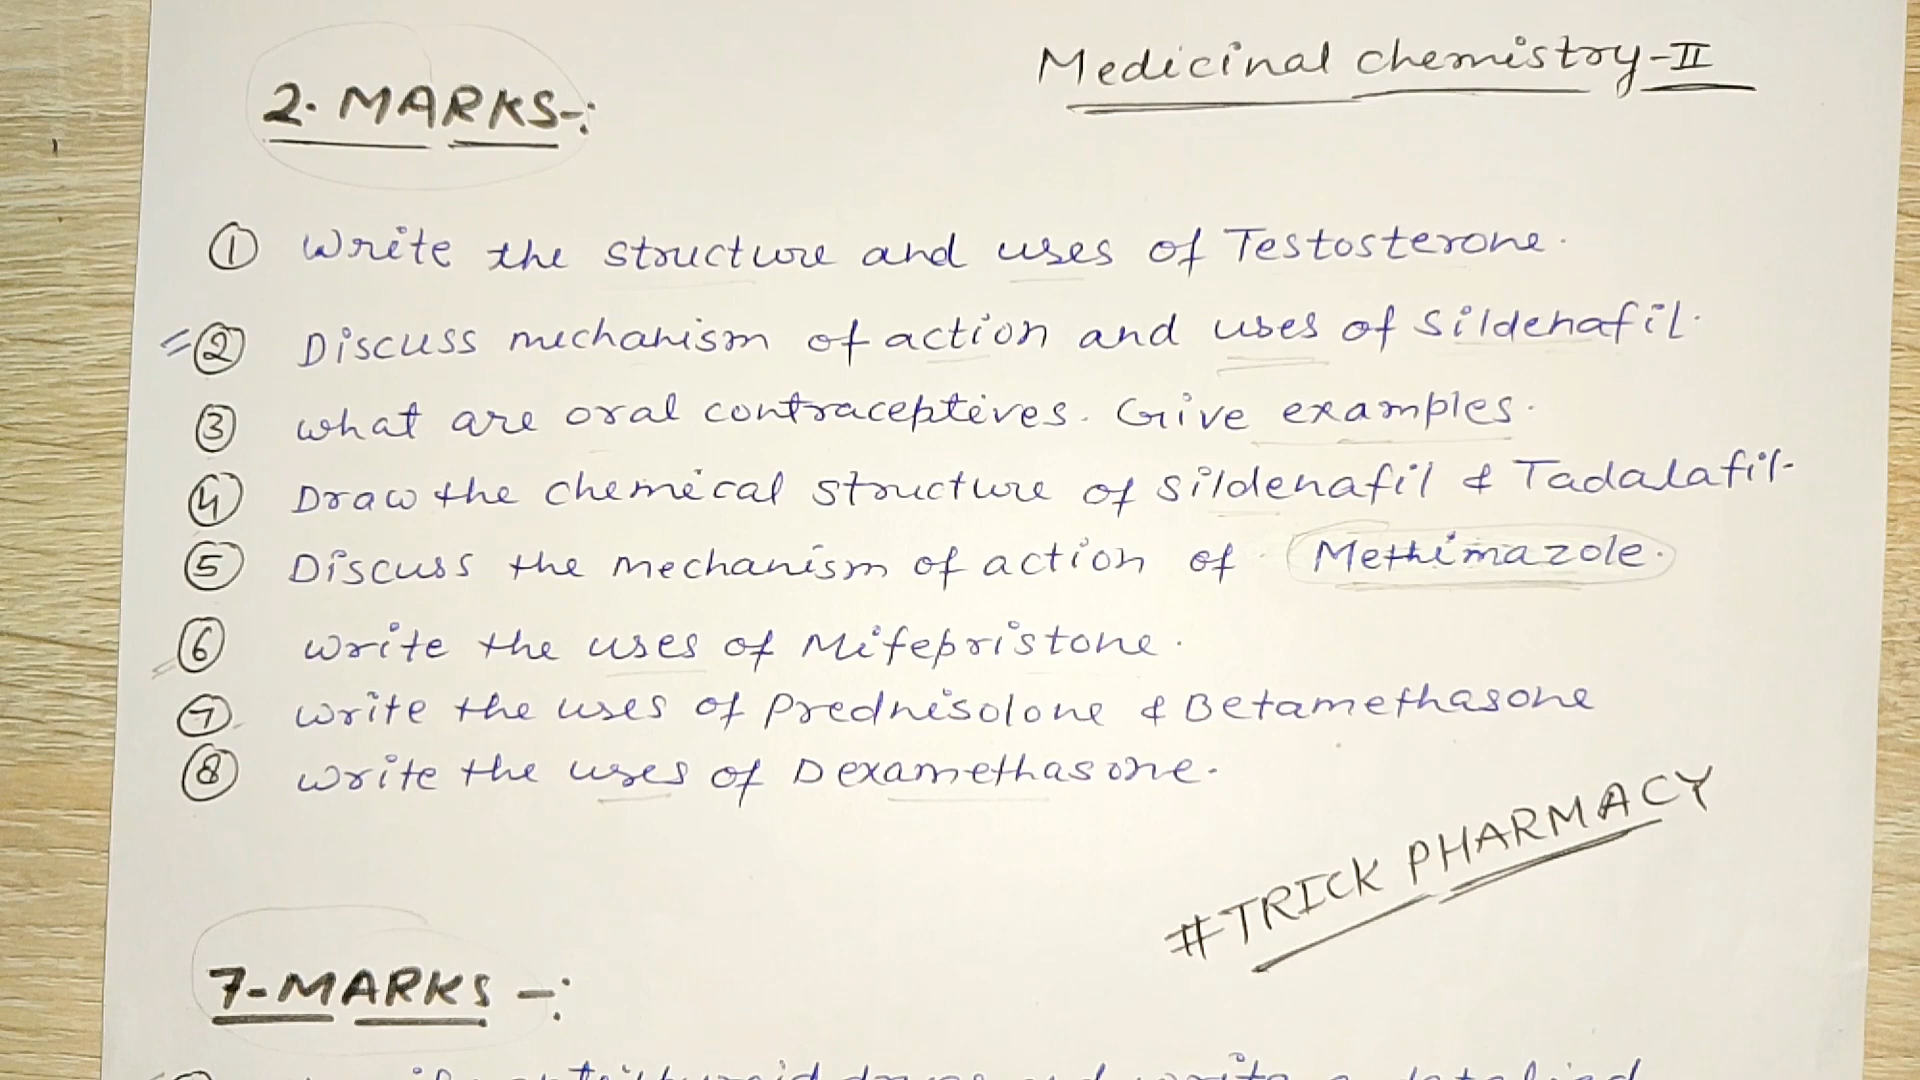 Medicinal chemistry-II
2. MARKS-:
① Write the structure and uses of Testosterone.
② Discuss mechanism of action and uses of Sildenafil.
③ what are oral contraceptives. Give examples.
④ Draw the chemical structure of Sildenafil & Tadalafil-
⑤ Discuss the mechanism of action of Methimazole.
⑥ Write the uses of Mifepristone.
⑦ Write the uses of Prednisolone & Betamethasone
⑧ Write the uses of Dexamethasone.
#TRICK PHARMACY
7-MARKS -: